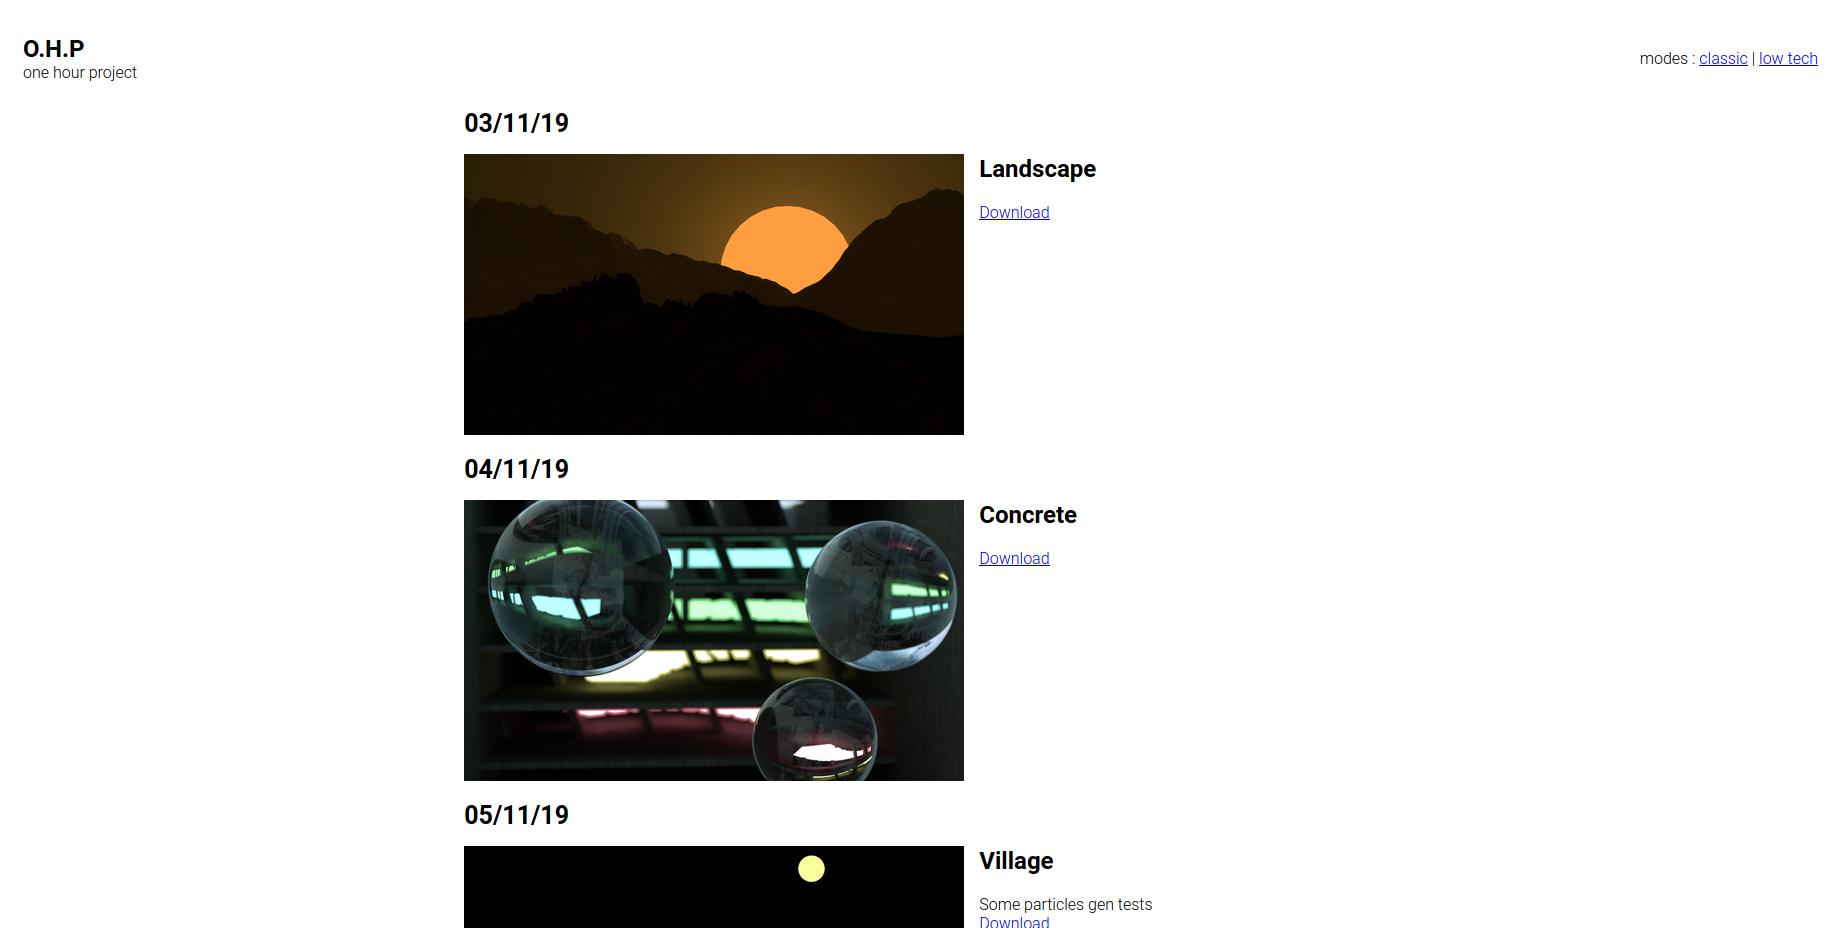 O.H.P
one hour project
modes : classic | low tech
03/11/19
Landscape
Download
04/11/19
Concrete
Download
05/11/19
Village
Some particles gen tests
Download